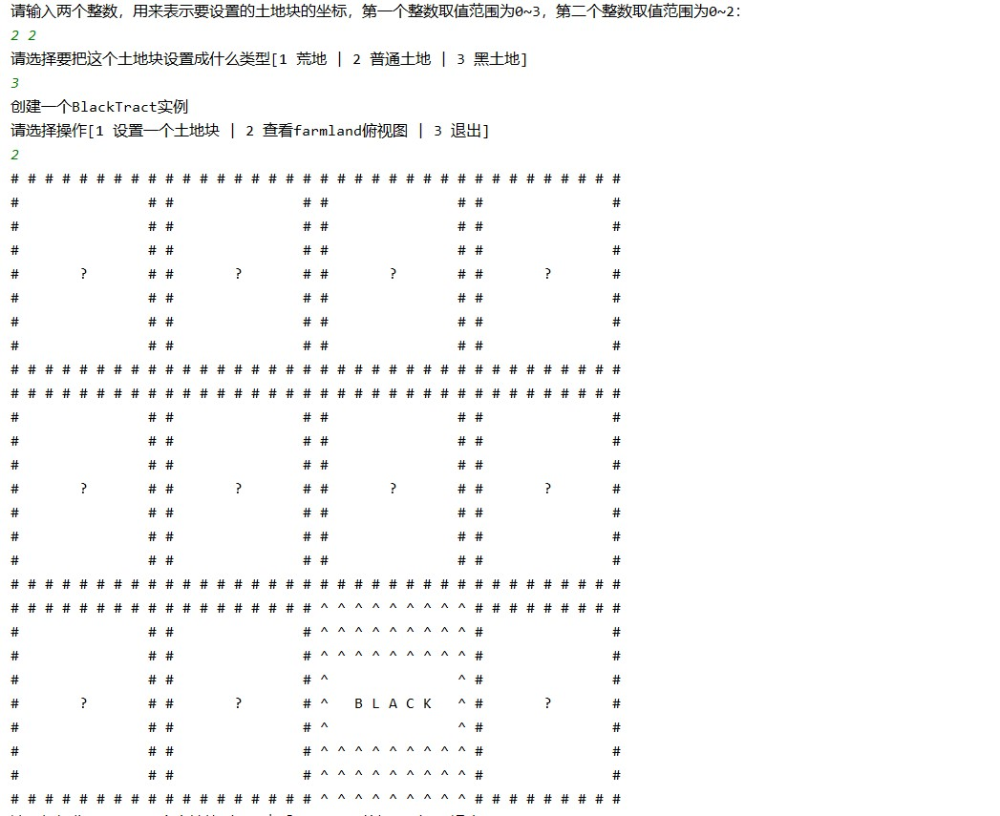 请输入两个整数，用来表示要设置的土地块的坐标，第一个整数取值范围为0~3，第二个整数取值范围为0~2：
2 2
请选择要把这个土地块设置成什么类型[1 荒地 | 2 普通土地 | 3 黑土地]
3
创建一个BlackTract实例
请选择操作[1 设置一个土地块 | 2 查看farmland俯视图 | 3 退出]
2
# # # # # # # # # # # # # # # # # # # # # # # # # # # # # # # # # # # #
#               # #               # #               # #               #
#               # #               # #               # #               #
#               # #               # #               # #               #
#       ?       # #       ?       # #       ?       # #       ?       #
#               # #               # #               # #               #
#               # #               # #               # #               #
#               # #               # #               # #               #
# # # # # # # # # # # # # # # # # # # # # # # # # # # # # # # # # # # #
# # # # # # # # # # # # # # # # # # # # # # # # # # # # # # # # # # # #
#               # #               # #               # #               #
#               # #               # #               # #               #
#               # #               # #               # #               #
#       ?       # #       ?       # #       ?       # #       ?       #
#               # #               # #               # #               #
#               # #               # #               # #               #
#               # #               # #               # #               #
# # # # # # # # # # # # # # # # # # # # # # # # # # # # # # # # # # # #
# # # # # # # # # # # # # # # # # # ^ ^ ^ ^ ^ ^ ^ ^ ^ # # # # # # # # #
#               # #               # ^ ^ ^ ^ ^ ^ ^ ^ ^ #               #
#               # #               # ^ ^ ^ ^ ^ ^ ^ ^ ^ #               #
#               # #               # ^               ^ #               #
#       ?       # #       ?       # ^   B L A C K   ^ #       ?       #
#               # #               # ^               ^ #               #
#               # #               # ^ ^ ^ ^ ^ ^ ^ ^ ^ #               #
#               # #               # ^ ^ ^ ^ ^ ^ ^ ^ ^ #               #
# # # # # # # # # # # # # # # # # # ^ ^ ^ ^ ^ ^ ^ ^ ^ # # # # # # # # #